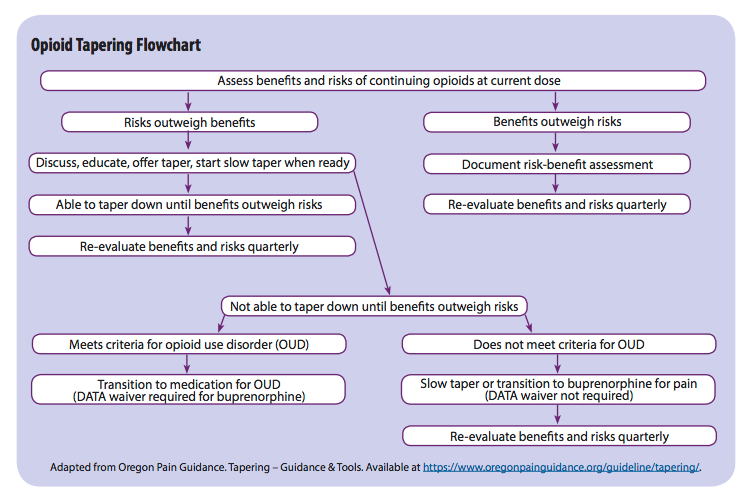 Opioid Tapering Flowchart
Assess benefits and risks of continuing opioids at current dose
Risks outweigh benefits
Discuss, educate, offer taper, start slow taper when ready
Able to taper down until benefits outweigh risks
Re-evaluate benefits and risks quarterly
Benefits outweigh risks
Document risk-benefit assessment
Re-evaluate benefits and risks quarterly
Not able to taper down until benefits outweigh risks
Meets criteria for opioid use disorder (OUD)
Transition to medication for OUD
(DATA waiver required for buprenorphine)
Does not meet criteria for OUD
Slow taper or transition to buprenorphine for pain
(DATA waiver not required)
Re-evaluate benefits and risks quarterly
Adapted from Oregon Pain Guidance. Tapering – Guidance & Tools. Available at https://www.oregonpainguidance.org/guideline/tapering/.